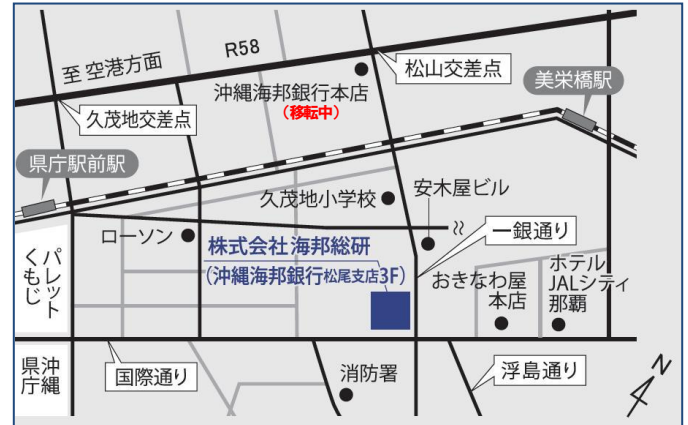 至 空港方面
R58
松山交差点
美栄橋駅
沖縄海邦銀行本店
(移転中)
久茂地交差点
県庁駅前駅
久茂地小学校
安木屋ビル
ローソン
一銀通り
株式会社 海邦総研
(沖縄海邦銀行松尾支店3F)
パレット
くもじ
おきなわ屋
本店
ホテル
JALシティ
那覇
沖縄
県庁
国際通り
消防署
浮島通り
N